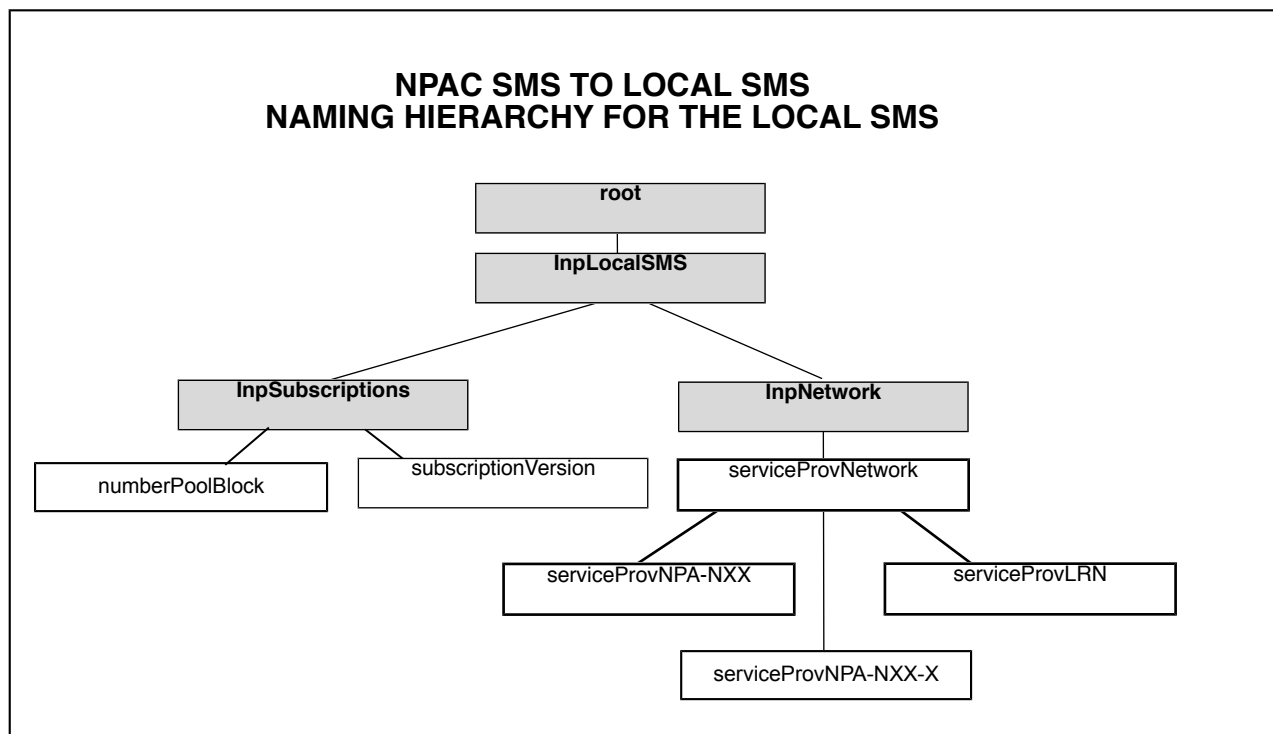 NPAC SMS TO LOCAL SMS
NAMING HIERARCHY FOR THE LOCAL SMS
root
lnpLocalSMS
lnpSubscriptions
lnpNetwork
numberPoolBlock
subscriptionVersion
serviceProvNetwork
serviceProvNPA-NXX
serviceProvLRN
serviceProvNPA-NXX-X